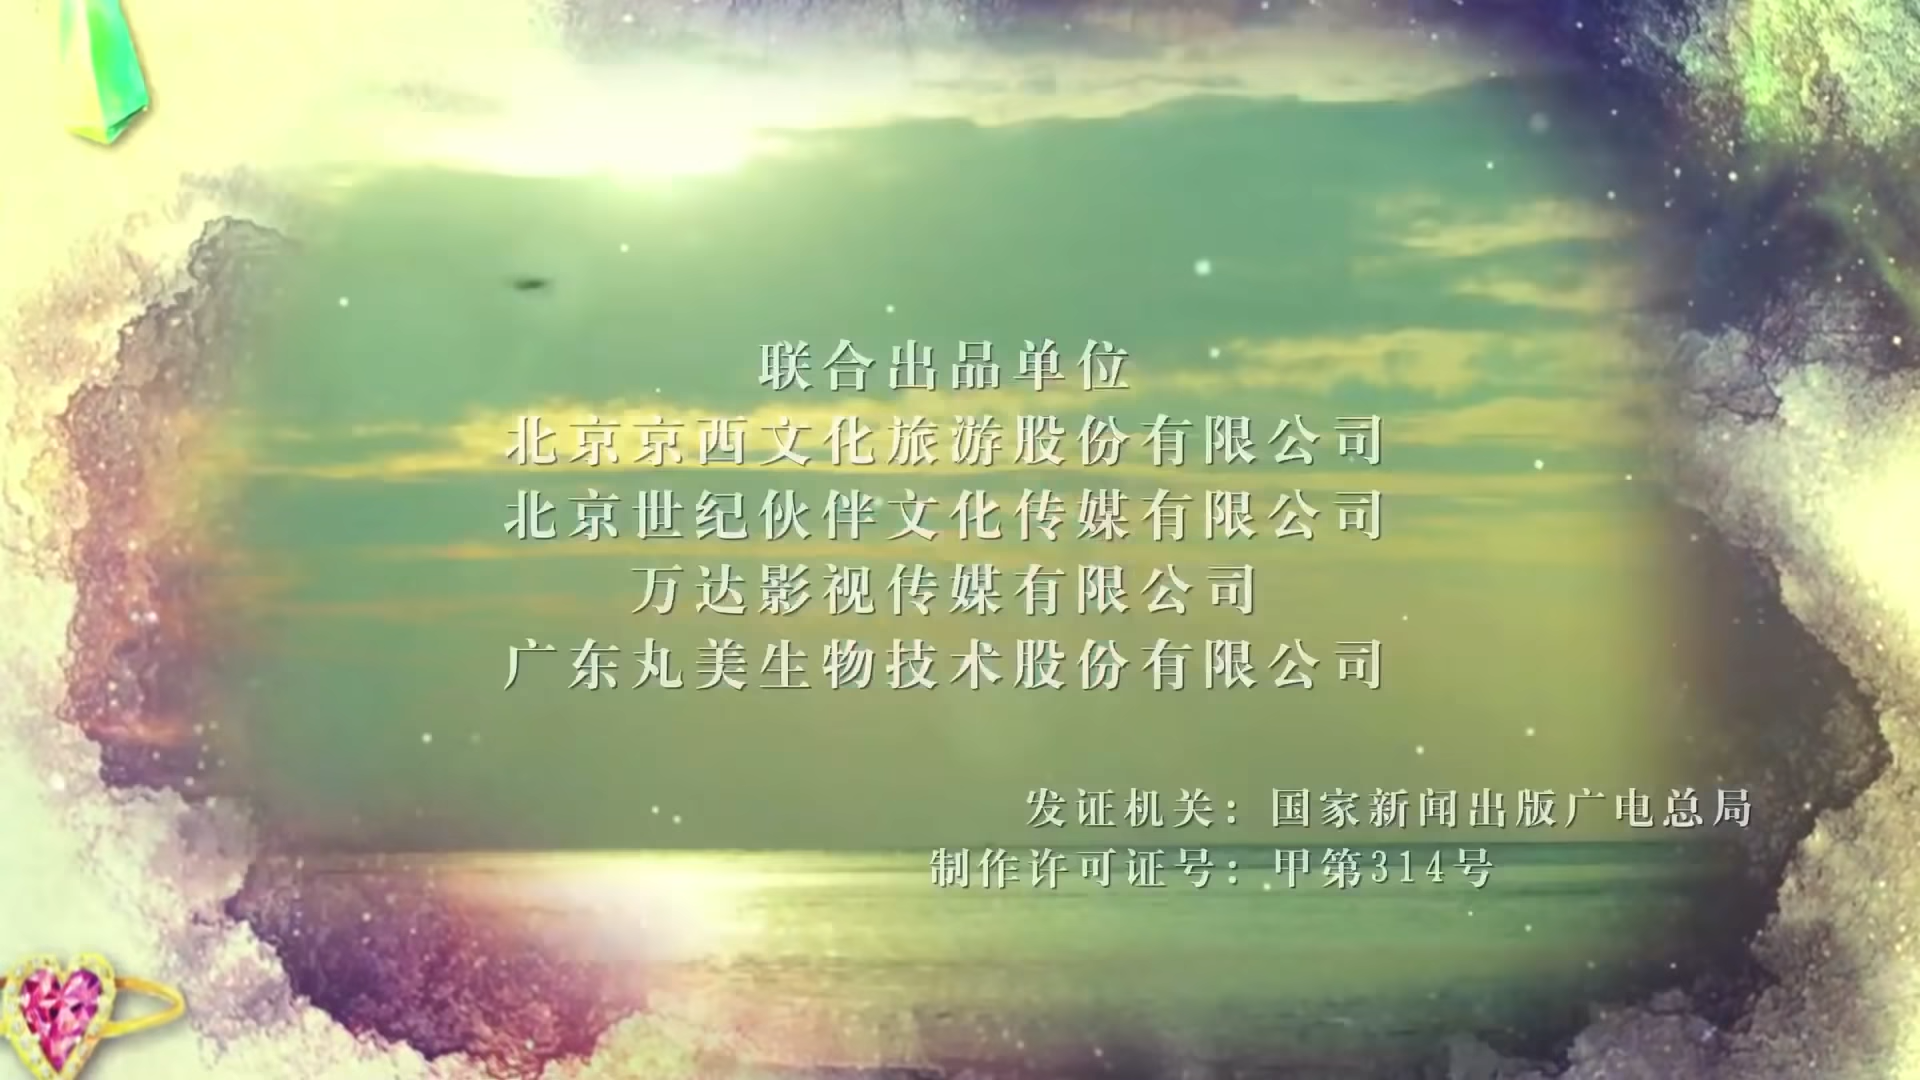 联合出品单位
北京京西文化旅游股份有限公司
北京世纪伙伴文化传媒有限公司
万达影视传媒有限公司
广东丸美生物技术股份有限公司
发证机关：国家新闻出版广电总局
制作许可证号：甲第314号